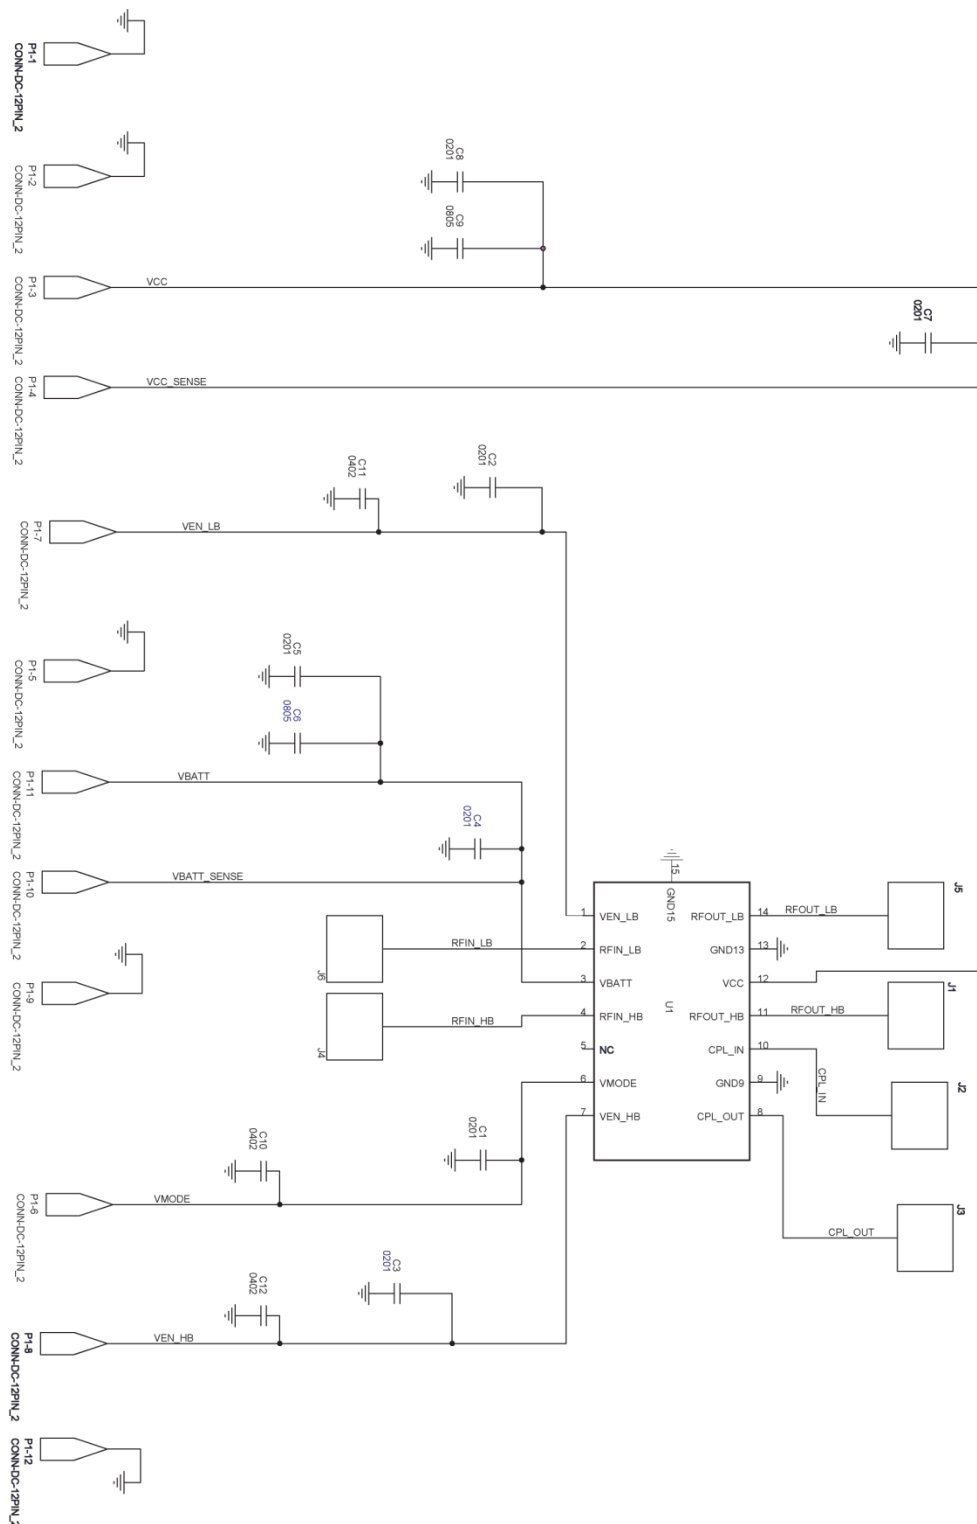 P1-1
CONN-DC-12PIN_2
P1-2
CONN-DC-12PIN_2
C8
0201
C9
0805
P1-3
CONN-DC-12PIN_2
VCC
C7
0201
P1-4
CONN-DC-12PIN_2
VCC_SENSE
C11
0402
C2
0201
P1-7
CONN-DC-12PIN_2
VEN_LB
P1-5
CONN-DC-12PIN_2
C5
0201
C6
0805
P1-11
CONN-DC-12PIN_2
VBATT
C4
0201
P1-10
CONN-DC-12PIN_2
VBATT_SENSE
P1-9
CONN-DC-12PIN_2
J6
RFIN_LB
J4
RFIN_HB
15
GND15
U1
1 VEN_LB
2 RFIN_LB
3 VBATT
4 RFIN_HB
5 NC
6 VMODE
7 VEN_HB
RFOUT_LB 14 RFOUT_LB
GND13 13
VCC 12
RFOUT_HB 11 RFOUT_HB
CPL_IN 10
GND9 9
CPL_OUT 8
J5
J1
CPL_IN
J2
CPL_OUT
J3
C1
0201
C10
0402
P1-6
CONN-DC-12PIN_2
VMODE
C3
0201
C12
0402
P1-8
CONN-DC-12PIN_2
VEN_HB
P1-12
CONN-DC-12PIN_2